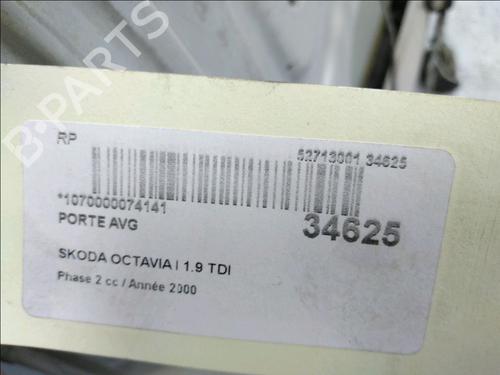 B-PARTS
RP
52713001 34625
*1070000074141
34625
PORTE AVG
SKODA OCTAVIA I 1.9 TDI
Phase 2 cc / Année 2000